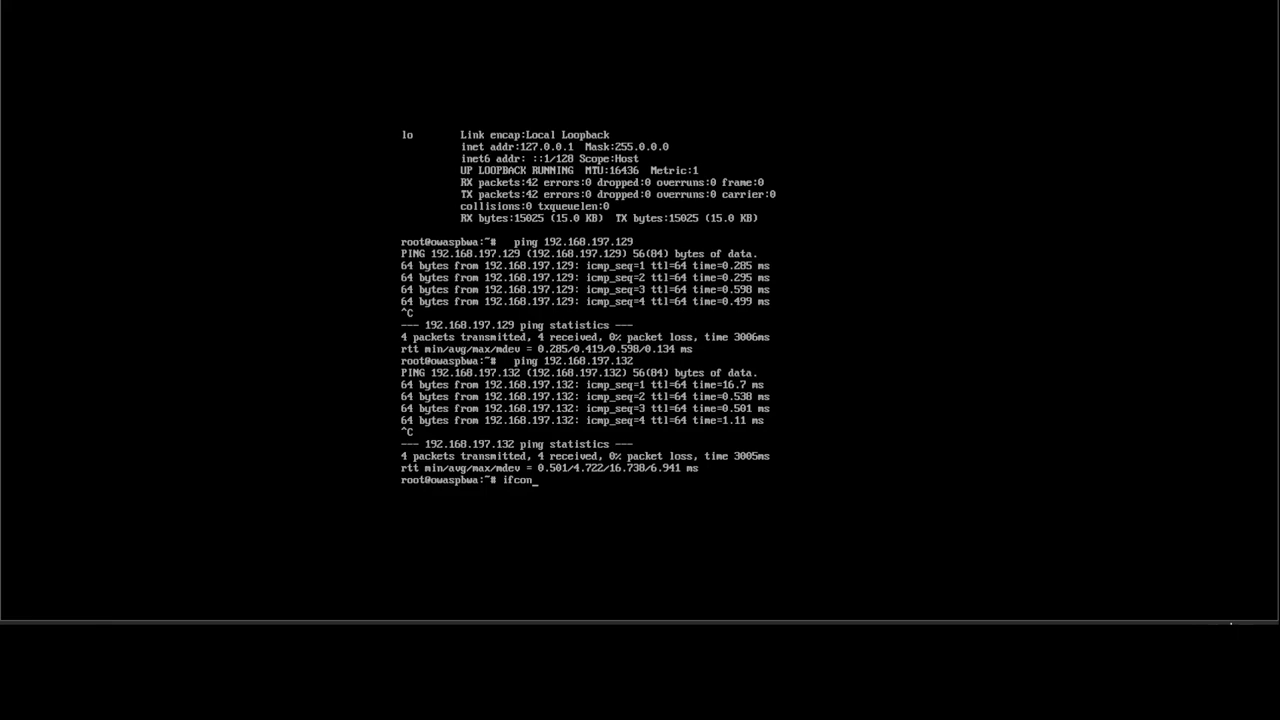 lo Link encap:Local Loopback
inet addr:127.0.0.1 Mask:255.0.0.0
inet6 addr: ::1/128 Scope:Host
UP LOOPBACK RUNNING MTU:16436 Metric:1
RX packets:42 errors:0 dropped:0 overruns:0 frame:0
TX packets:42 errors:0 dropped:0 overruns:0 carrier:0
collisions:0 txqueuelen:0
RX bytes:15025 (15.0 KB) TX bytes:15025 (15.0 KB)
root@owaspbwa:~# ping 192.168.197.129
PING 192.168.197.129 (192.168.197.129) 56(84) bytes of data.
64 bytes from 192.168.197.129: icmp_seq=1 ttl=64 time=0.285 ms
64 bytes from 192.168.197.129: icmp_seq=2 ttl=64 time=0.295 ms
64 bytes from 192.168.197.129: icmp_seq=3 ttl=64 time=0.598 ms
64 bytes from 192.168.197.129: icmp_seq=4 ttl=64 time=0.499 ms
^C
--- 192.168.197.129 ping statistics ---
4 packets transmitted, 4 received, 0% packet loss, time 3006ms
rtt min/avg/max/mdev = 0.285/0.419/0.598/0.134 ms
root@owaspbwa:~# ping 192.168.197.132
PING 192.168.197.132 (192.168.197.132) 56(84) bytes of data.
64 bytes from 192.168.197.132: icmp_seq=1 ttl=64 time=16.7 ms
64 bytes from 192.168.197.132: icmp_seq=2 ttl=64 time=0.538 ms
64 bytes from 192.168.197.132: icmp_seq=3 ttl=64 time=0.501 ms
64 bytes from 192.168.197.132: icmp_seq=4 ttl=64 time=1.11 ms
^C
--- 192.168.197.132 ping statistics ---
4 packets transmitted, 4 received, 0% packet loss, time 3005ms
rtt min/avg/max/mdev = 0.501/4.722/16.738/6.941 ms
root@owaspbwa:~# ifcon_